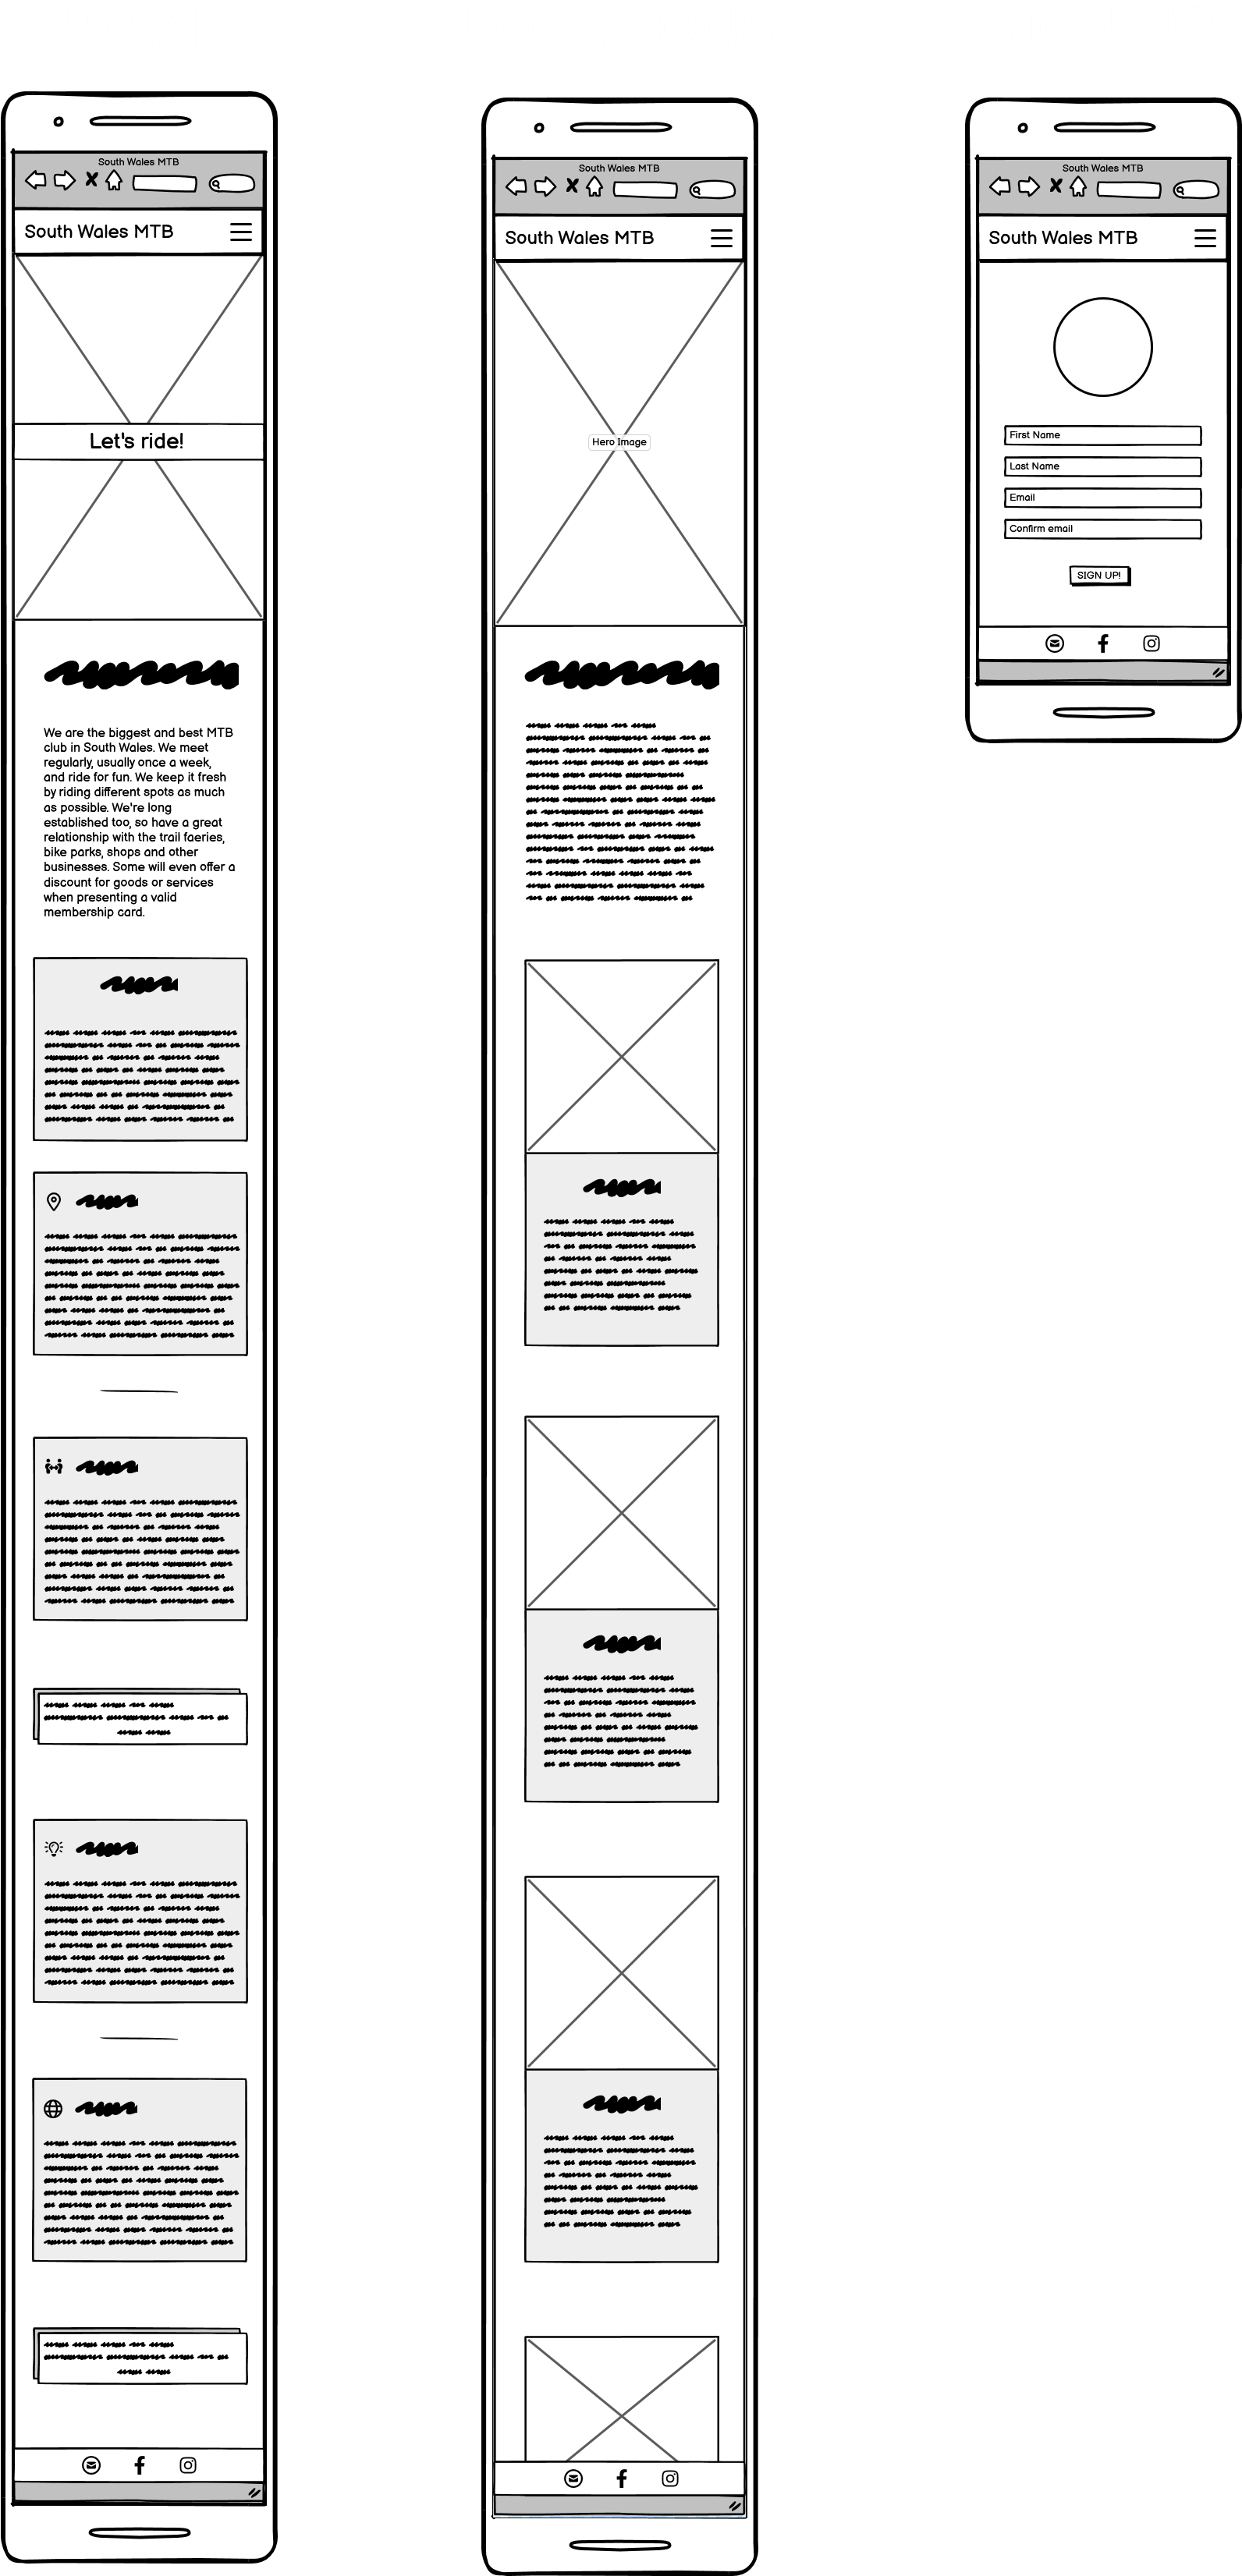 South Wales MTB
South Wales MTB
Let's ride!
We are the biggest and best MTB
club in South Wales. We meet
regularly, usually once a week,
and ride for fun. We keep it fresh
by riding different spots as much
as possible. We're long
established too, so have a great
relationship with the trail faeries,
bike parks, shops and other
businesses. Some will even offer a
discount for goods or services
when presenting a valid
membership card.
South Wales MTB
South Wales MTB
Hero Image
South Wales MTB
South Wales MTB
First Name
Last Name
Email
Confirm email
SIGN UP!